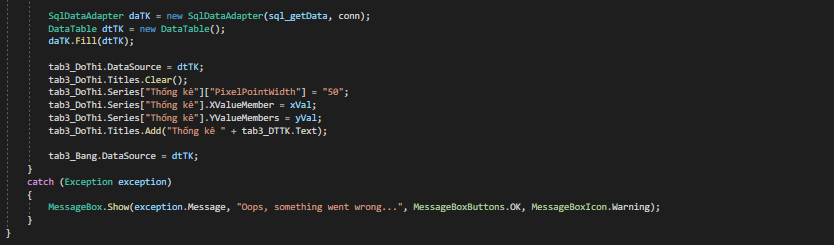 SqlDataAdapter daTK = new SqlDataAdapter(sql_getData, conn);
DataTable dtTK = new DataTable();
daTK.Fill(dtTK);
tab3_DoThi.DataSource = dtTK;
tab3_DoThi.Titles.Clear();
tab3_DoThi.Series["Thống kê"]["PixelPointWidth"] = "50";
tab3_DoThi.Series["Thống kê"].XValueMember = xVal;
tab3_DoThi.Series["Thống kê"].YValueMembers = yVal;
tab3_DoThi.Titles.Add("Thống kê " + tab3_DTTK.Text);
tab3_Bang.DataSource = dtTK;
}
catch (Exception exception)
{
MessageBox.Show(exception.Message, "Oops, something went wrong...", MessageBoxButtons.OK, MessageBoxIcon.Warning);
}
}